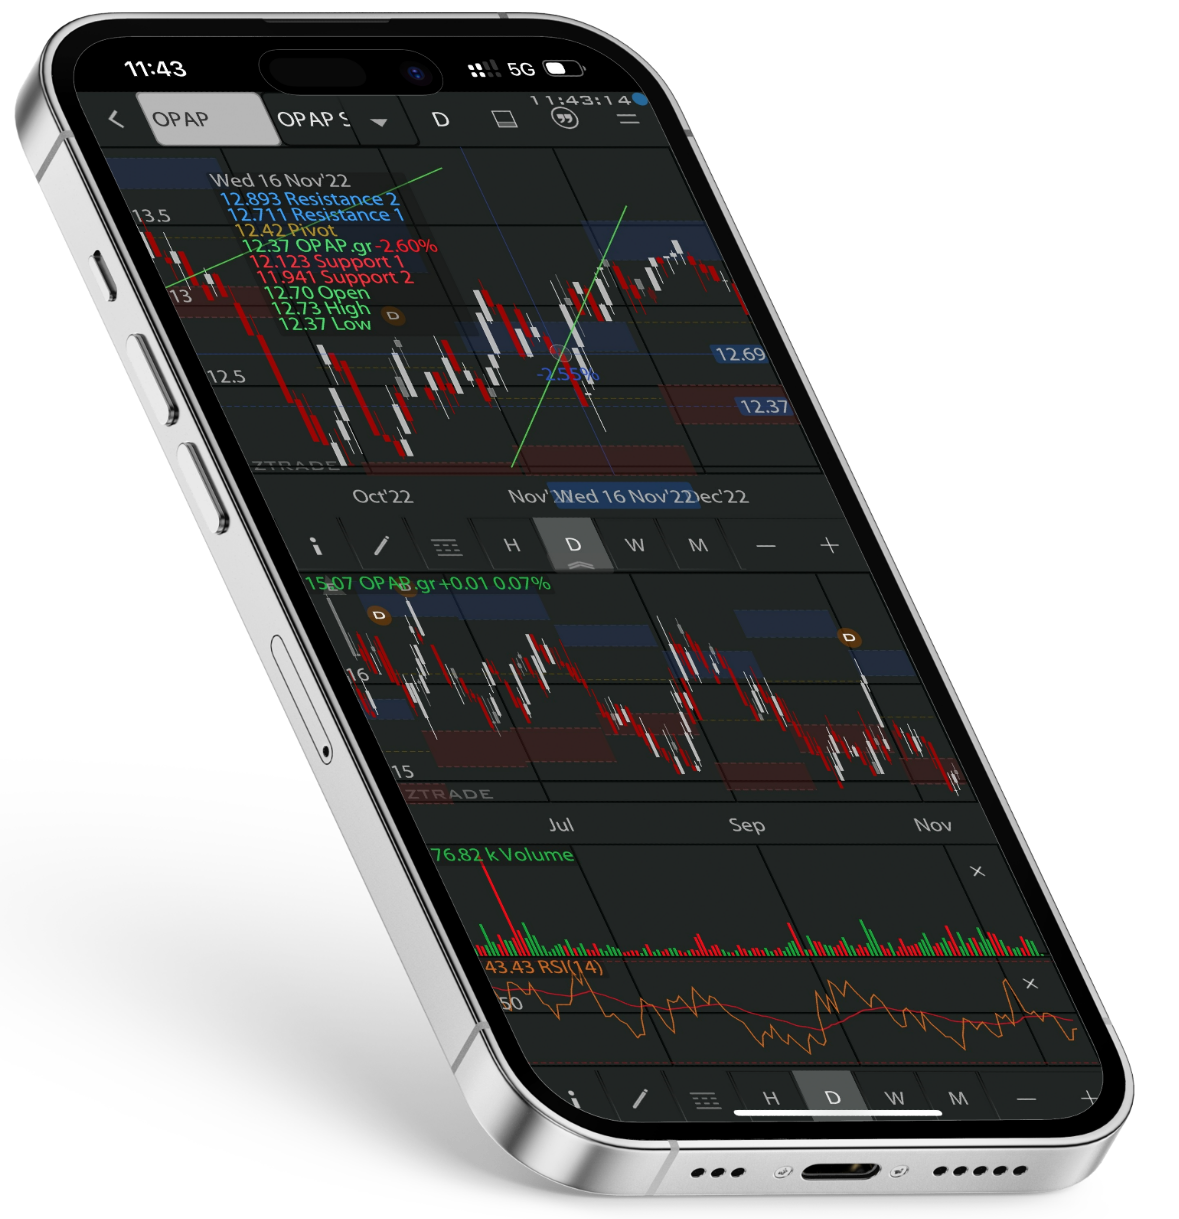 11:43 5G
11:43:14
OPAP OPAP S D
Wed 16 Nov'22
12.893 Resistance 2
12.711 Resistance 1
12.42 Pivot
12.37 OPAP.gr -2.60%
12.123 Support 1
11.941 Support 2
12.70 Open
12.73 High
12.37 Low
13.5
13
D
12.69
-2.55%
12.5
12.37
ZTRADE
Oct'22 Nov' Wed 16 Nov'22 Dec'22
H D W M
15.07 OPAP.gr +0.01 0.07%
D
D
16
15
ZTRADE
Jul Sep Nov
76.82 k Volume
43.43 RSI(14)
50
H D W M